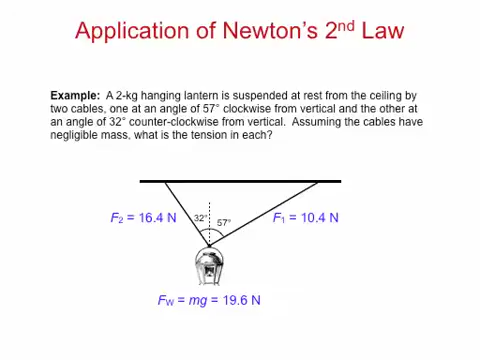 Application of Newton's 2nd Law
Example: A 2-kg hanging lantern is suspended at rest from the ceiling by
two cables, one at an angle of 57° clockwise from vertical and the other at
an angle of 32° counter-clockwise from vertical. Assuming the cables have
negligible mass, what is the tension in each?
F2 = 16.4 N
32°
57°
F1 = 10.4 N
FW = mg = 19.6 N